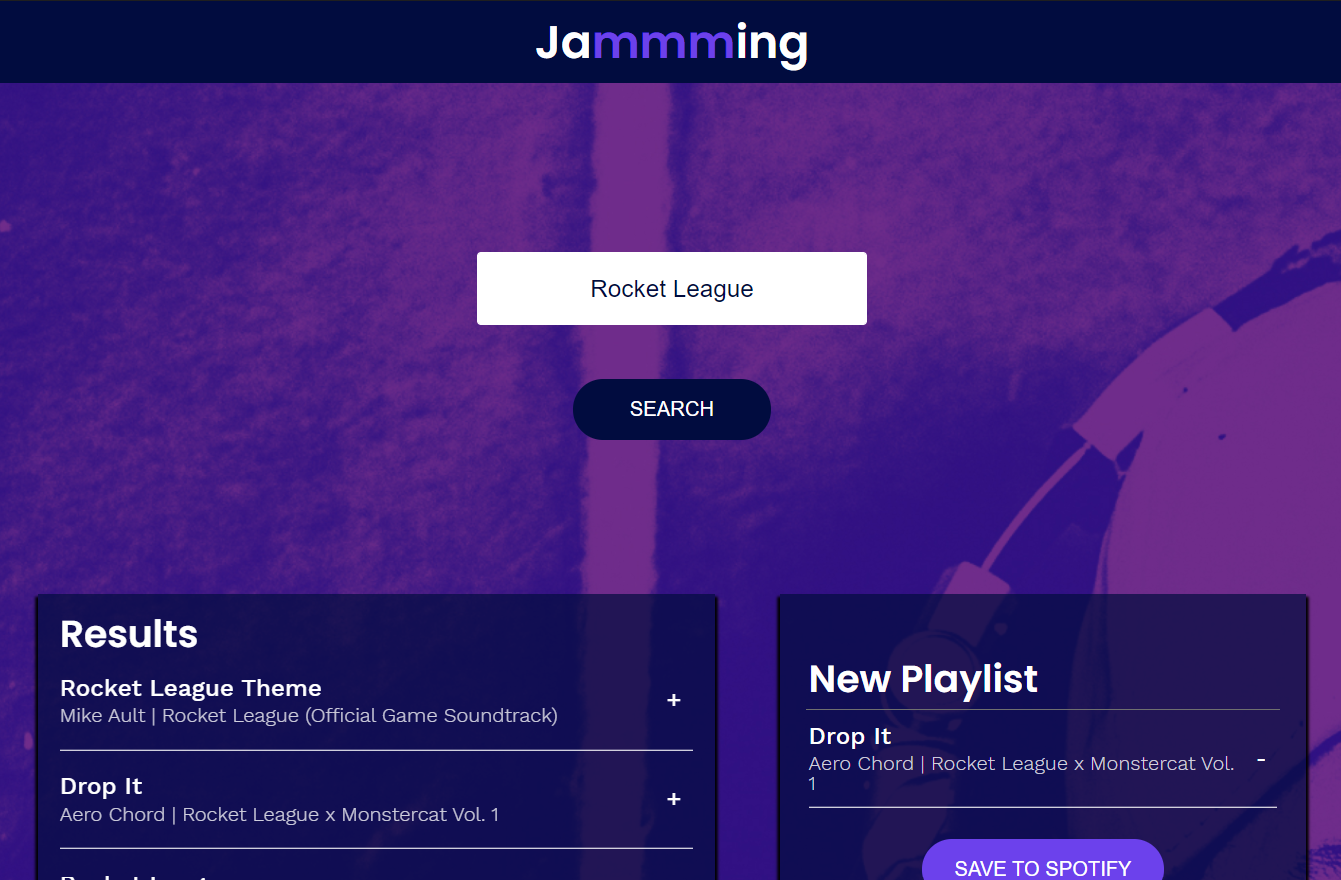 Jammming
Rocket League
SEARCH
Results
Rocket League Theme
Mike Ault | Rocket League (Official Game Soundtrack)
+
Drop It
Aero Chord | Rocket League x Monstercat Vol. 1
+
New Playlist
Drop It
Aero Chord | Rocket League x Monstercat Vol.
1
-
SAVE TO SPOTIFY